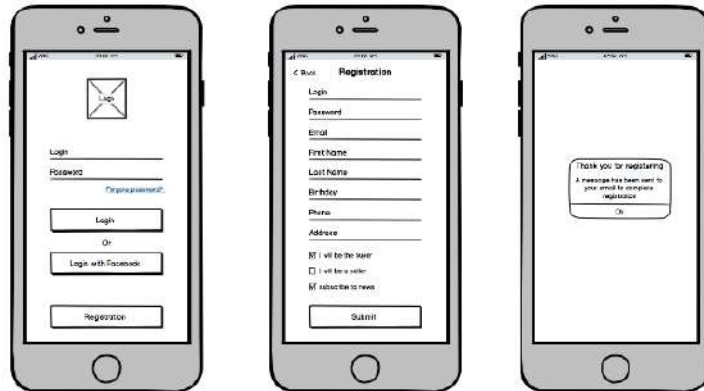 Logo
Login
Password
Login
Or
Login with Facebook
Registration
< Back
Registration
Login
Password
Email
First Name
Last Name
Birthday
Phone
Address
I will be the buyer
I will be a seller
subscribe to news
Submit
Thank you for registering
A message has been sent to
your email to complete
registration
Ok